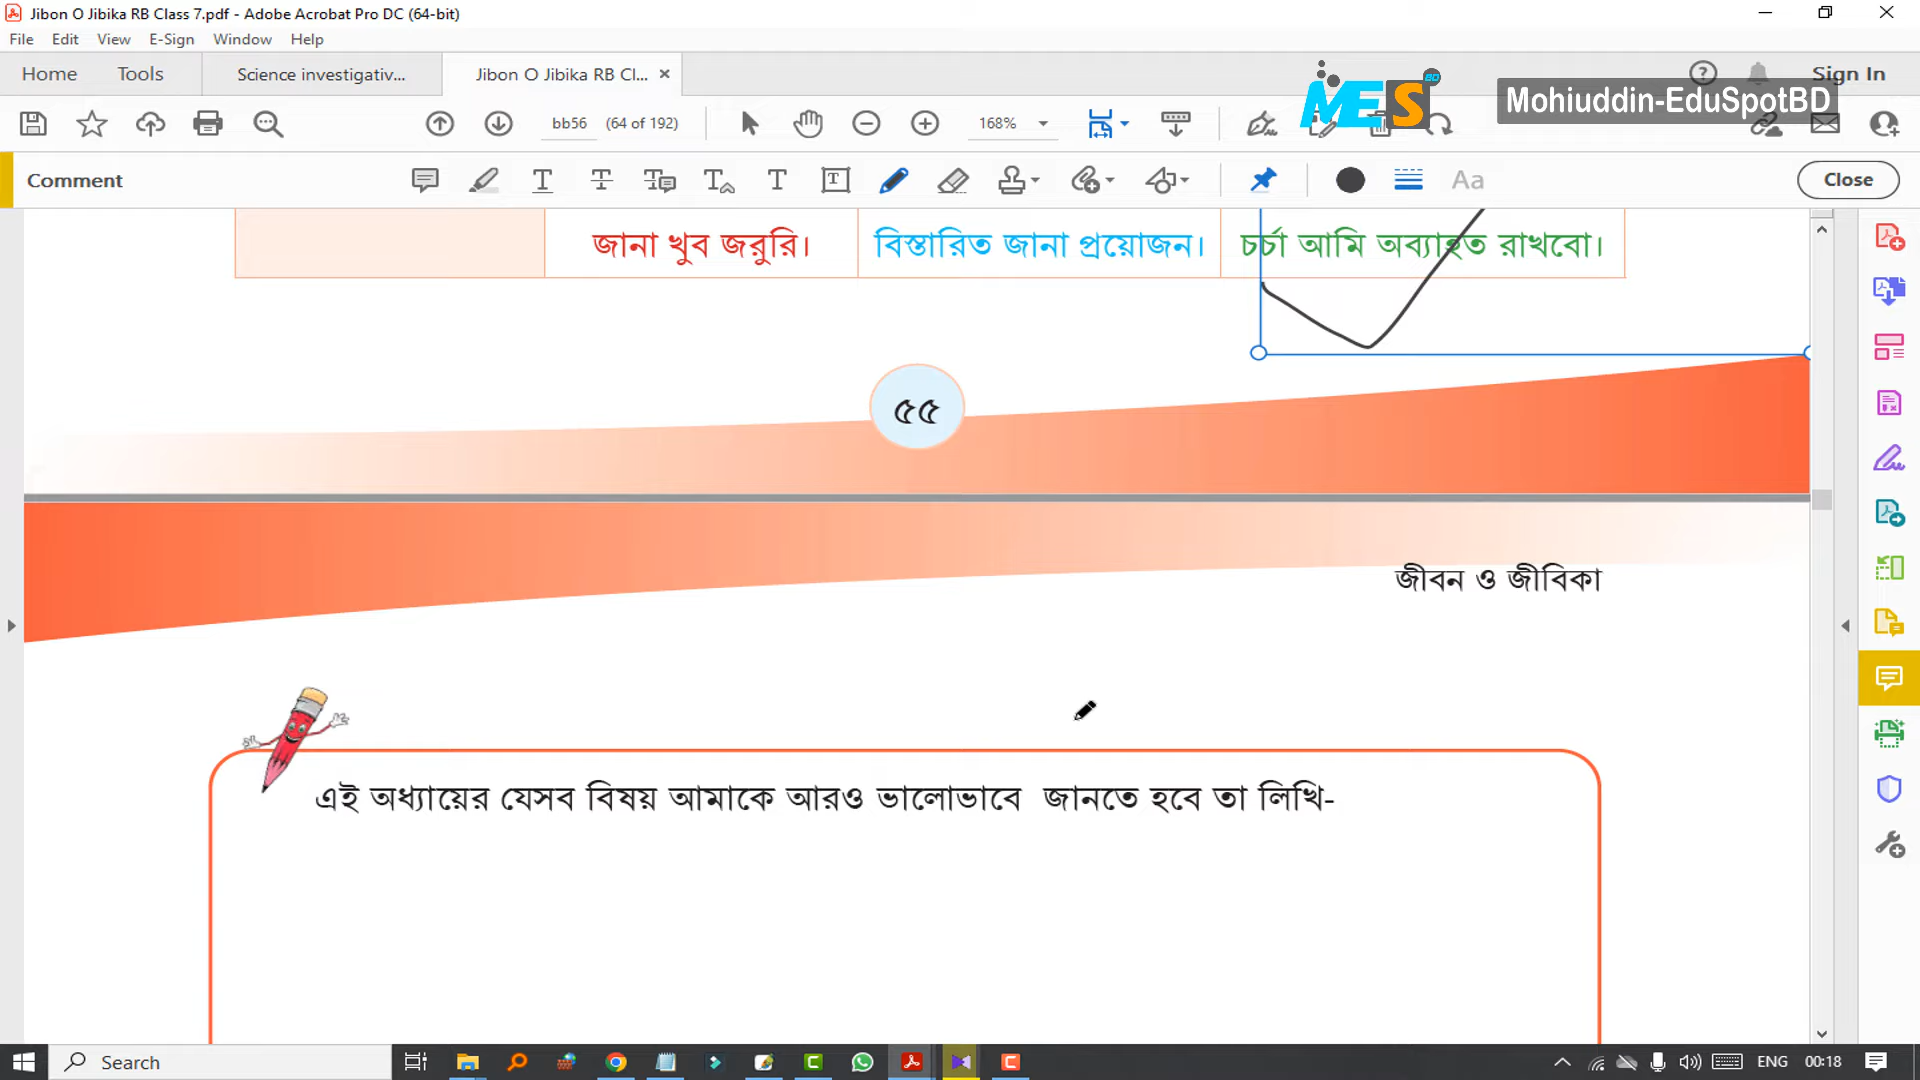 Jibon O Jibika RB Class 7.pdf - Adobe Acrobat Pro DC (64-bit)
File Edit View E-Sign Window Help
Home Tools Science investigativ... Jibon O Jibika RB Cl... Sign In
MES BD
Mohiuddin-EduSpotBD
bb56 (64 of 192) 168%
Comment Aa Close
জানা খুব জরুরি। বিস্তারিত জানা প্রয়োজন। চর্চা আমি অব্যাহত রাখবো।
৫৫
জীবন ও জীবিকা
এই অধ্যায়ের যেসব বিষয় আমাকে আরও ভালোভাবে জানতে হবে তা লিখি-
Search ENG 00:18